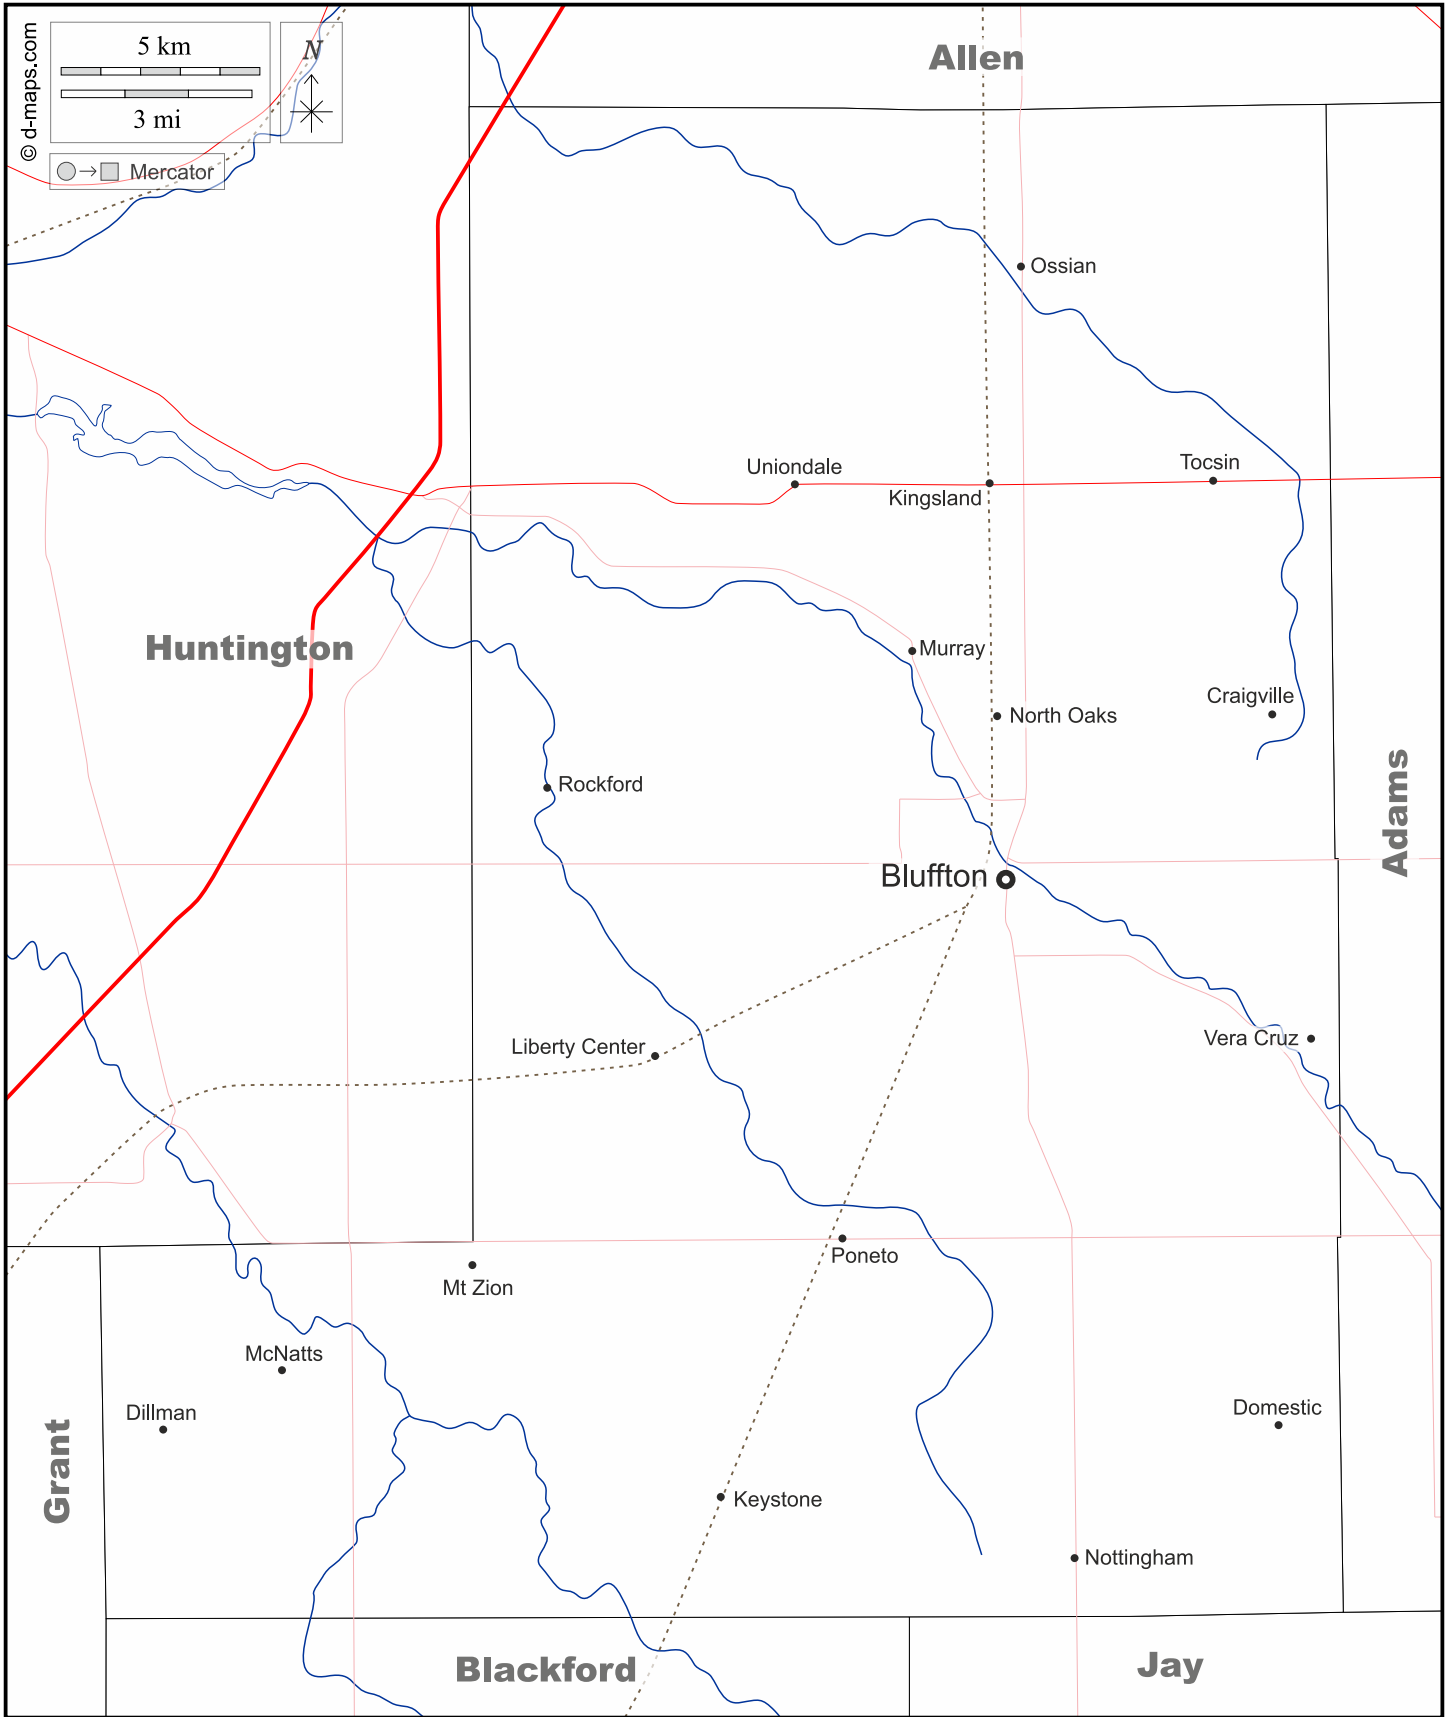 © d-maps.com
5 km
3 mi
N
Mercator
Allen
Ossian
Uniondale
Kingsland
Tocsin
Huntington
Murray
North Oaks
Craigville
Rockford
Adams
Bluffton
Liberty Center
Vera Cruz
Poneto
Mt Zion
McNatts
Dillman
Domestic
Grant
Keystone
Nottingham
Blackford
Jay